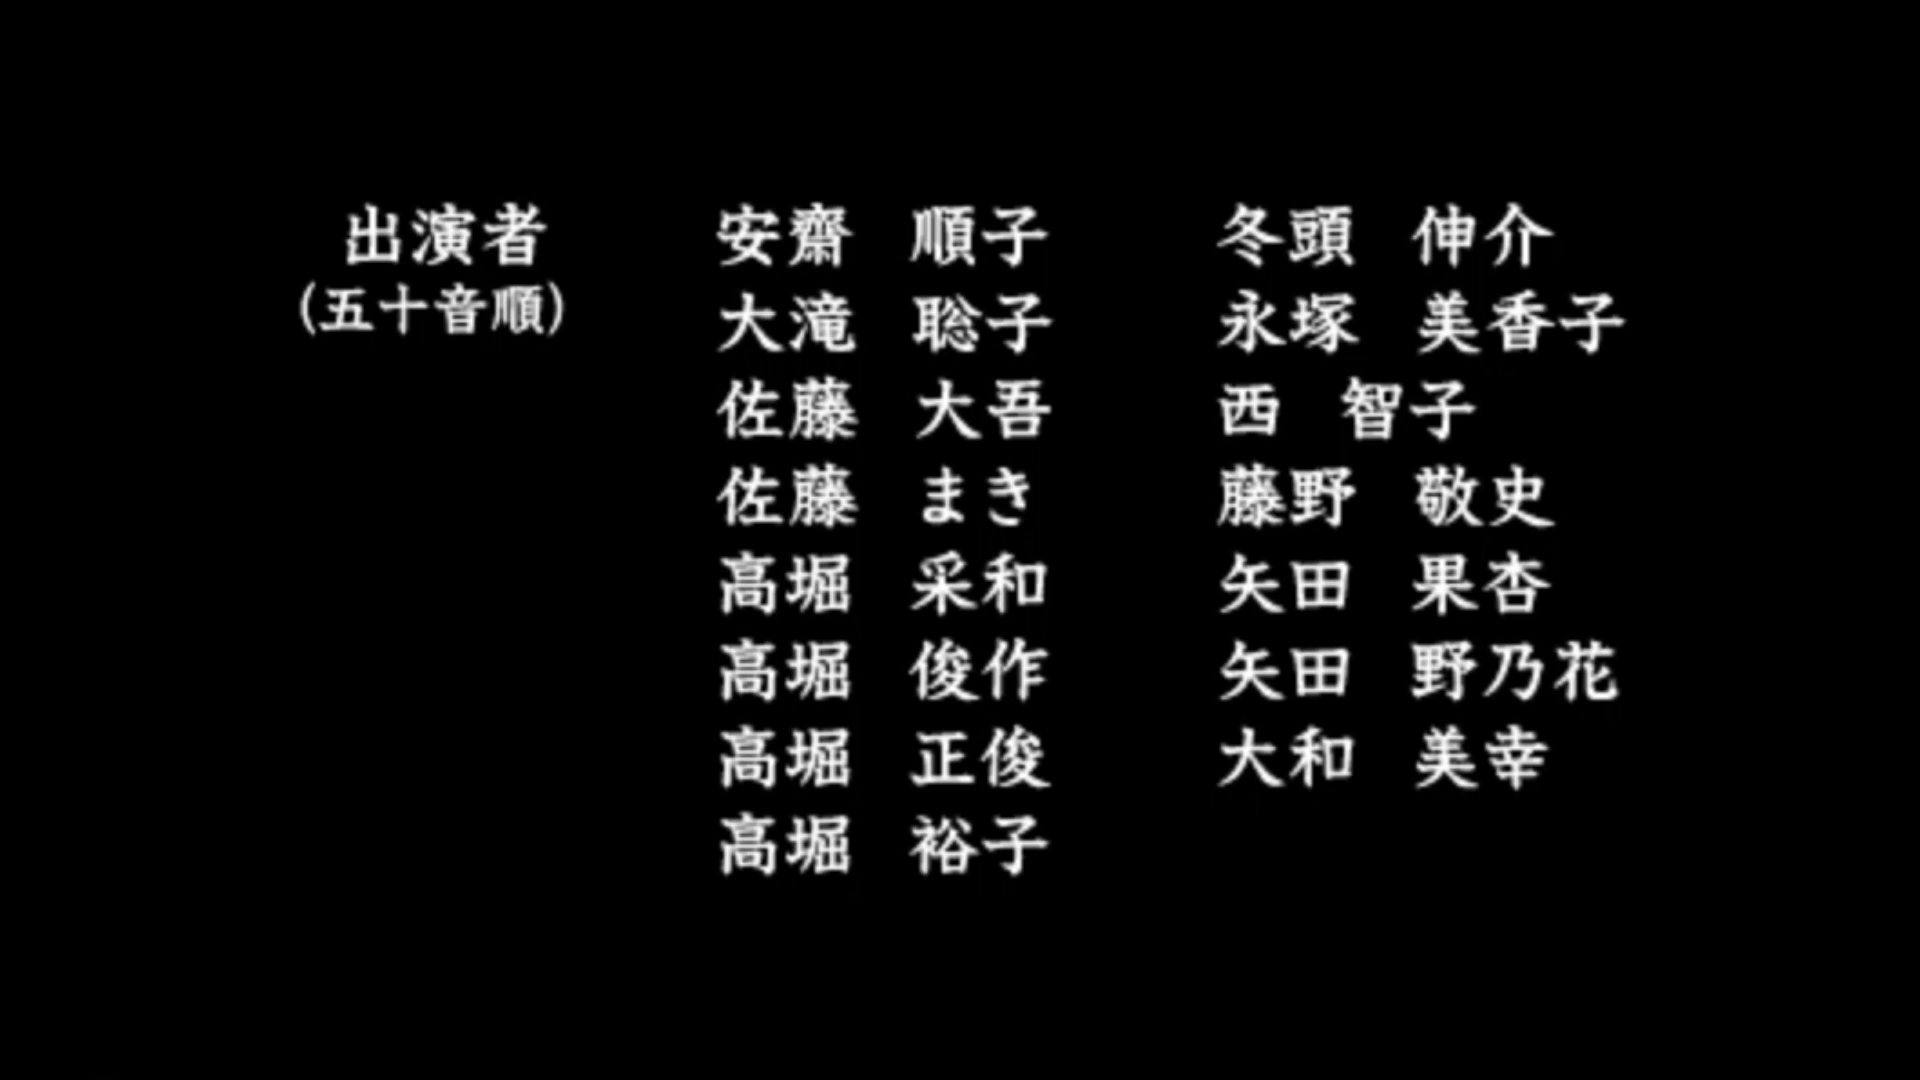 出演者
(五十音順)
安齋 順子
大滝 聡子
佐藤 大吾
佐藤 まき
高堀 采和
高堀 俊作
高堀 正俊
高堀 裕子
冬頭 伸介
永塚 美香子
西 智子
藤野 敬史
矢田 果杏
矢田 野乃花
大和 美幸